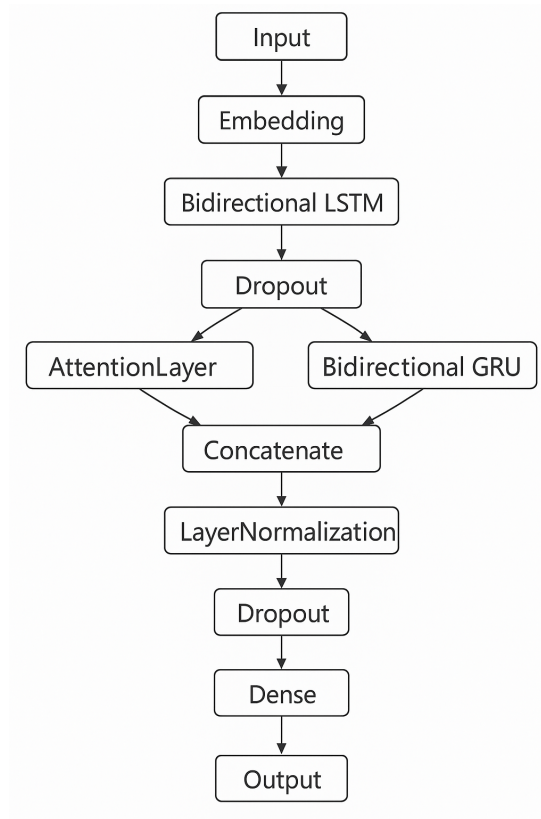 Input
Embedding
Bidirectional LSTM
Dropout
AttentionLayer
Bidirectional GRU
Concatenate
LayerNormalization
Dropout
Dense
Output